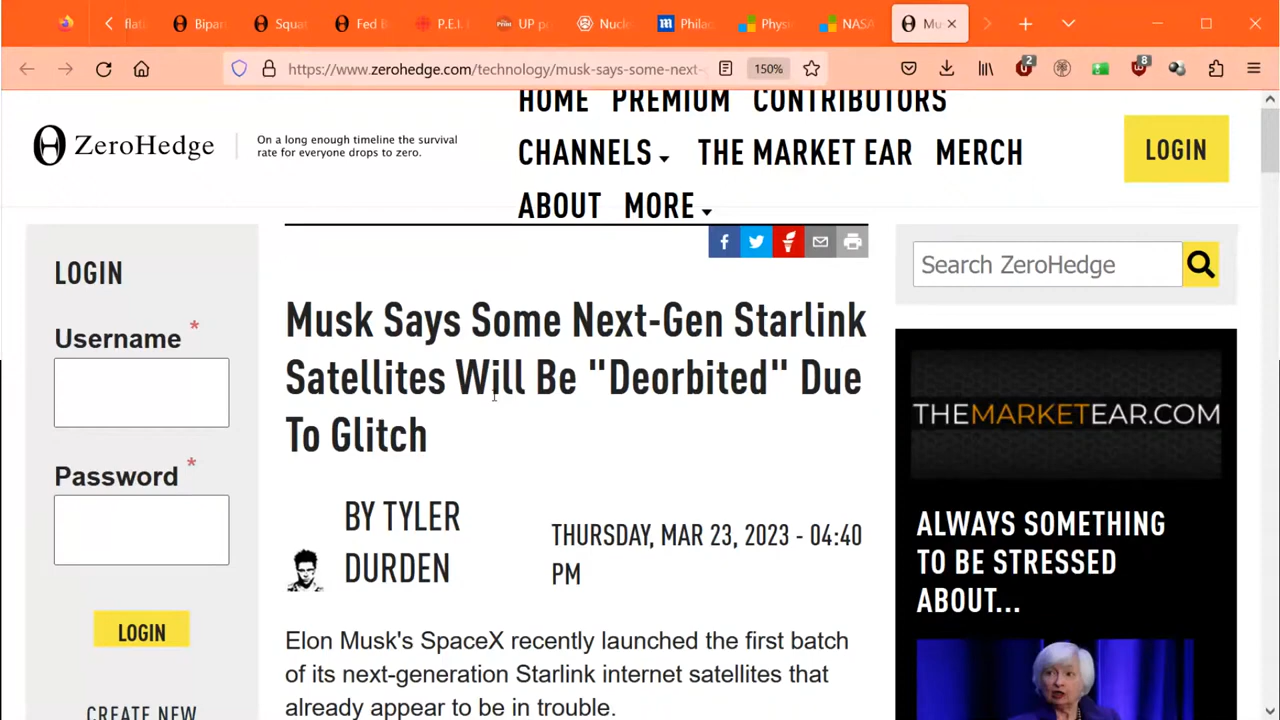 flat
Bipar
Squat
Fed B
P.E.I.
UP p
Nucle
Philad
Phys
NASA
Mu
https://www.zerohedge.com/technology/musk-says-some-next-
150%
2
8
ZeroHedge
On a long enough timeline the survival
rate for everyone drops to zero.
HOME PREMIUM CONTRIBUTORS
CHANNELS THE MARKET EAR MERCH
ABOUT MORE
LOGIN
LOGIN
Username *
Password *
LOGIN
CREATE NEW
Musk Says Some Next-Gen Starlink
Satellites Will Be "Deorbited" Due
To Glitch
BY TYLER
DURDEN
THURSDAY, MAR 23, 2023 - 04:40
PM
Elon Musk's SpaceX recently launched the first batch
of its next-generation Starlink internet satellites that
already appear to be in trouble.
Search ZeroHedge
THEMARKETEAR.COM
ALWAYS SOMETHING
TO BE STRESSED
ABOUT...